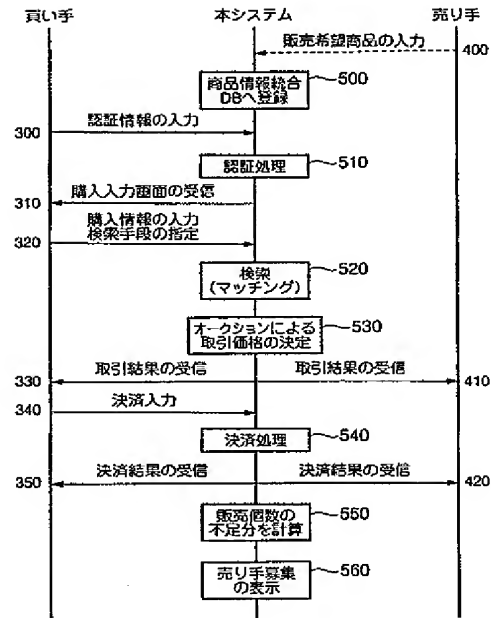 買い手 本システム 売り手
販売希望商品の入力
400
商品情報統合
DBへ登録
500
認証情報の入力
300
認証処理
510
購入入力画面の受信
310
購入情報の入力
検索手段の指定
320
検索
(マッチング)
520
オークションによる
取引価格の決定
530
取引結果の受信 取引結果の受信
330 410
決済入力
340
決済処理
540
決済結果の受信 決済結果の受信
350 420
販売個数の
不足分を計算
550
売り手募集
の表示
560